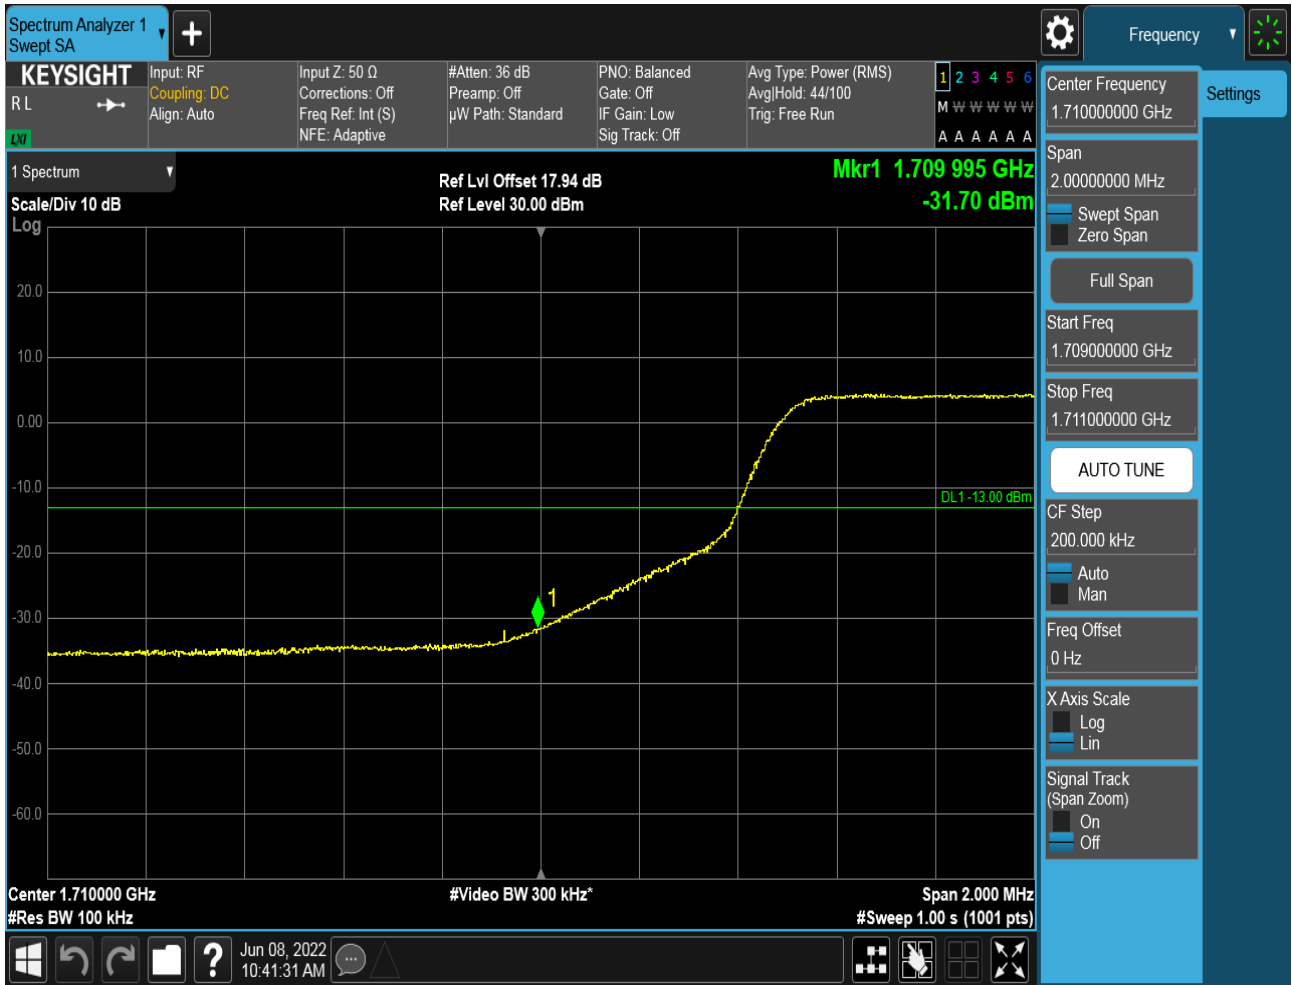 Spectrum Analyzer 1
Swept SA
Frequency
KEYSIGHT
R L
LXI
Input: RF
Coupling: DC
Align: Auto
Input Z: 50 Ω
Corrections: Off
Freq Ref: Int (S)
NFE: Adaptive
#Atten: 36 dB
Preamp: Off
µW Path: Standard
PNO: Balanced
Gate: Off
IF Gain: Low
Sig Track: Off
Avg Type: Power (RMS)
Avg|Hold: 44/100
Trig: Free Run
1 2 3 4 5 6
M W W W W W
A A A A A A
1 Spectrum
Scale/Div 10 dB
Log
Ref Lvl Offset 17.94 dB
Ref Level 30.00 dBm
Mkr1 1.709 995 GHz
-31.70 dBm
20.0
10.0
0.00
-10.0
-20.0
-30.0
-40.0
-50.0
-60.0
DL1 -13.00 dBm
1
Center 1.710000 GHz
#Res BW 100 kHz
#Video BW 300 kHz*
Span 2.000 MHz
#Sweep 1.00 s (1001 pts)
?
Jun 08, 2022
10:41:31 AM
Center Frequency
1.710000000 GHz
Settings
Span
2.00000000 MHz
Swept Span
Zero Span
Full Span
Start Freq
1.709000000 GHz
Stop Freq
1.711000000 GHz
AUTO TUNE
CF Step
200.000 kHz
Auto
Man
Freq Offset
0 Hz
X Axis Scale
Log
Lin
Signal Track
(Span Zoom)
On
Off